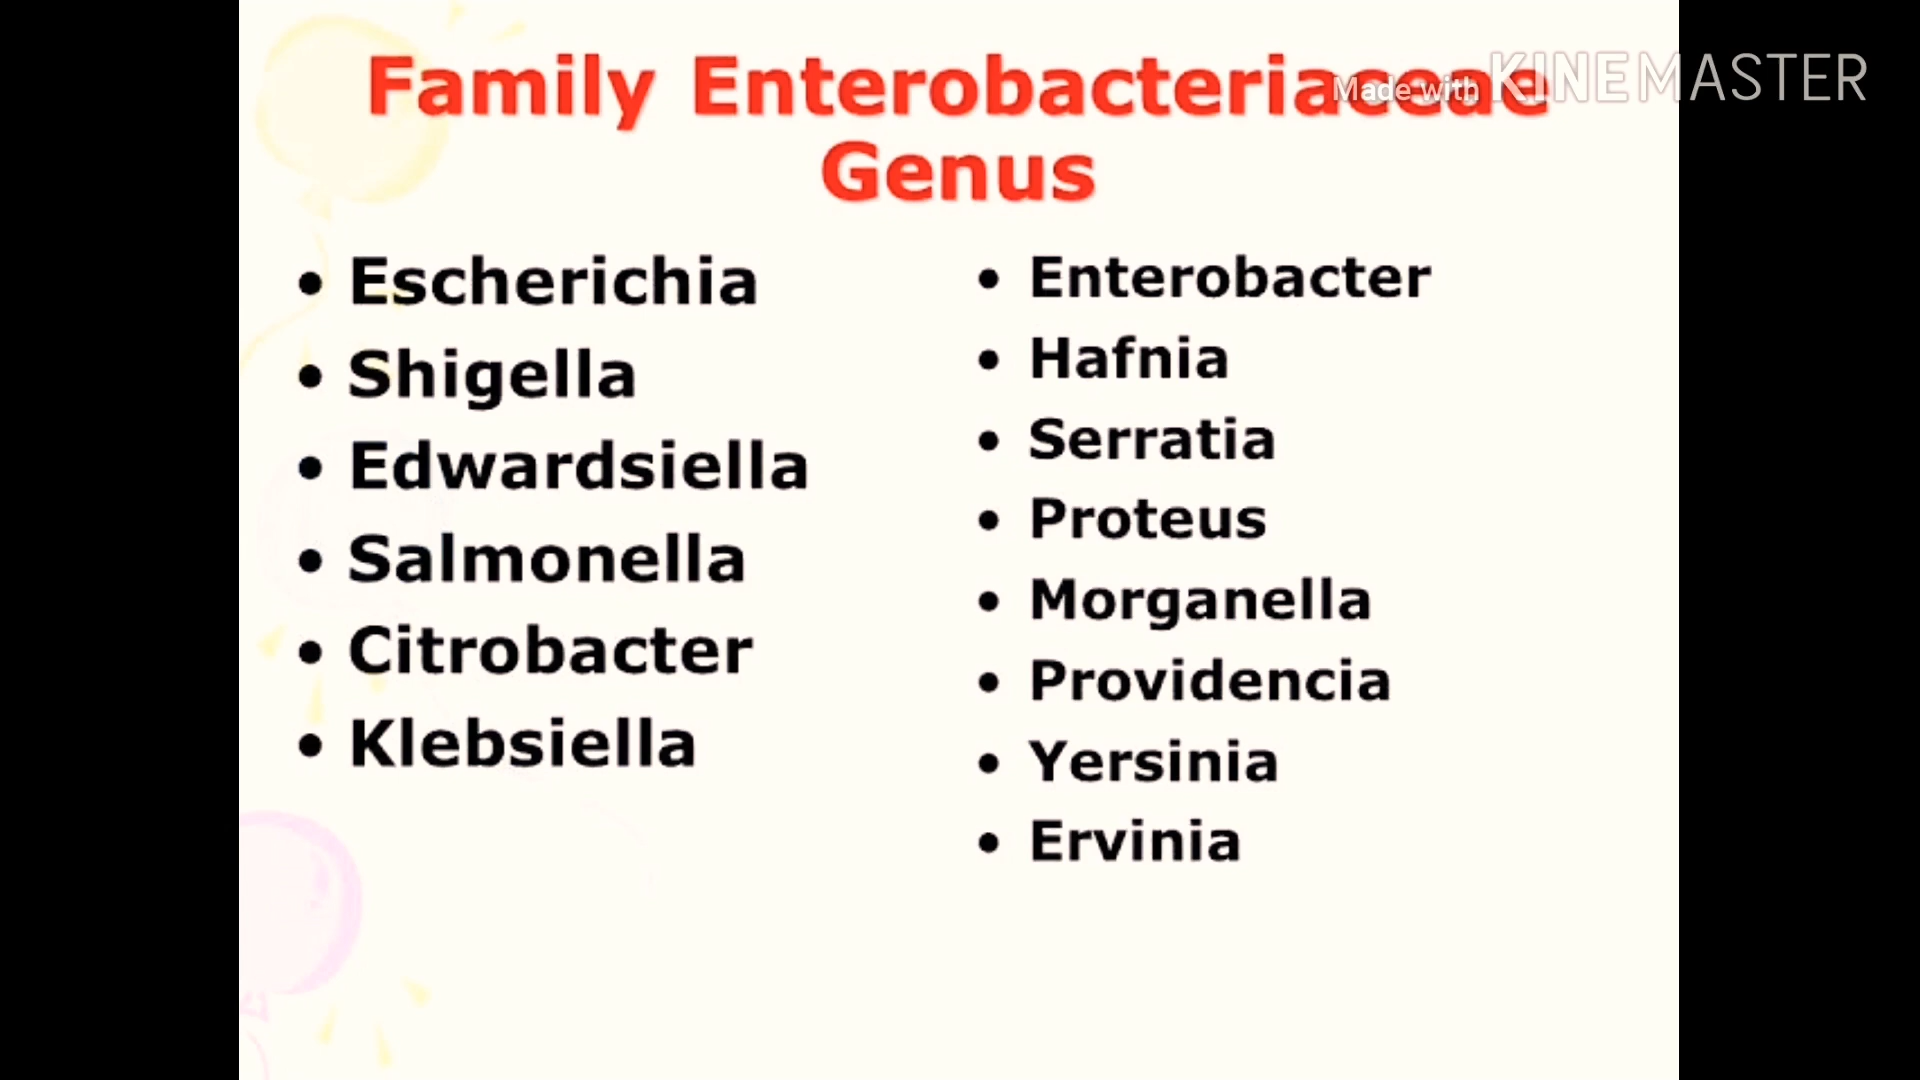 Family Enterobacteriaceae
Genus
Made with KINEMASTER
• Escherichia
• Shigella
• Edwardsiella
• Salmonella
• Citrobacter
• Klebsiella
• Enterobacter
• Hafnia
• Serratia
• Proteus
• Morganella
• Providencia
• Yersinia
• Ervinia